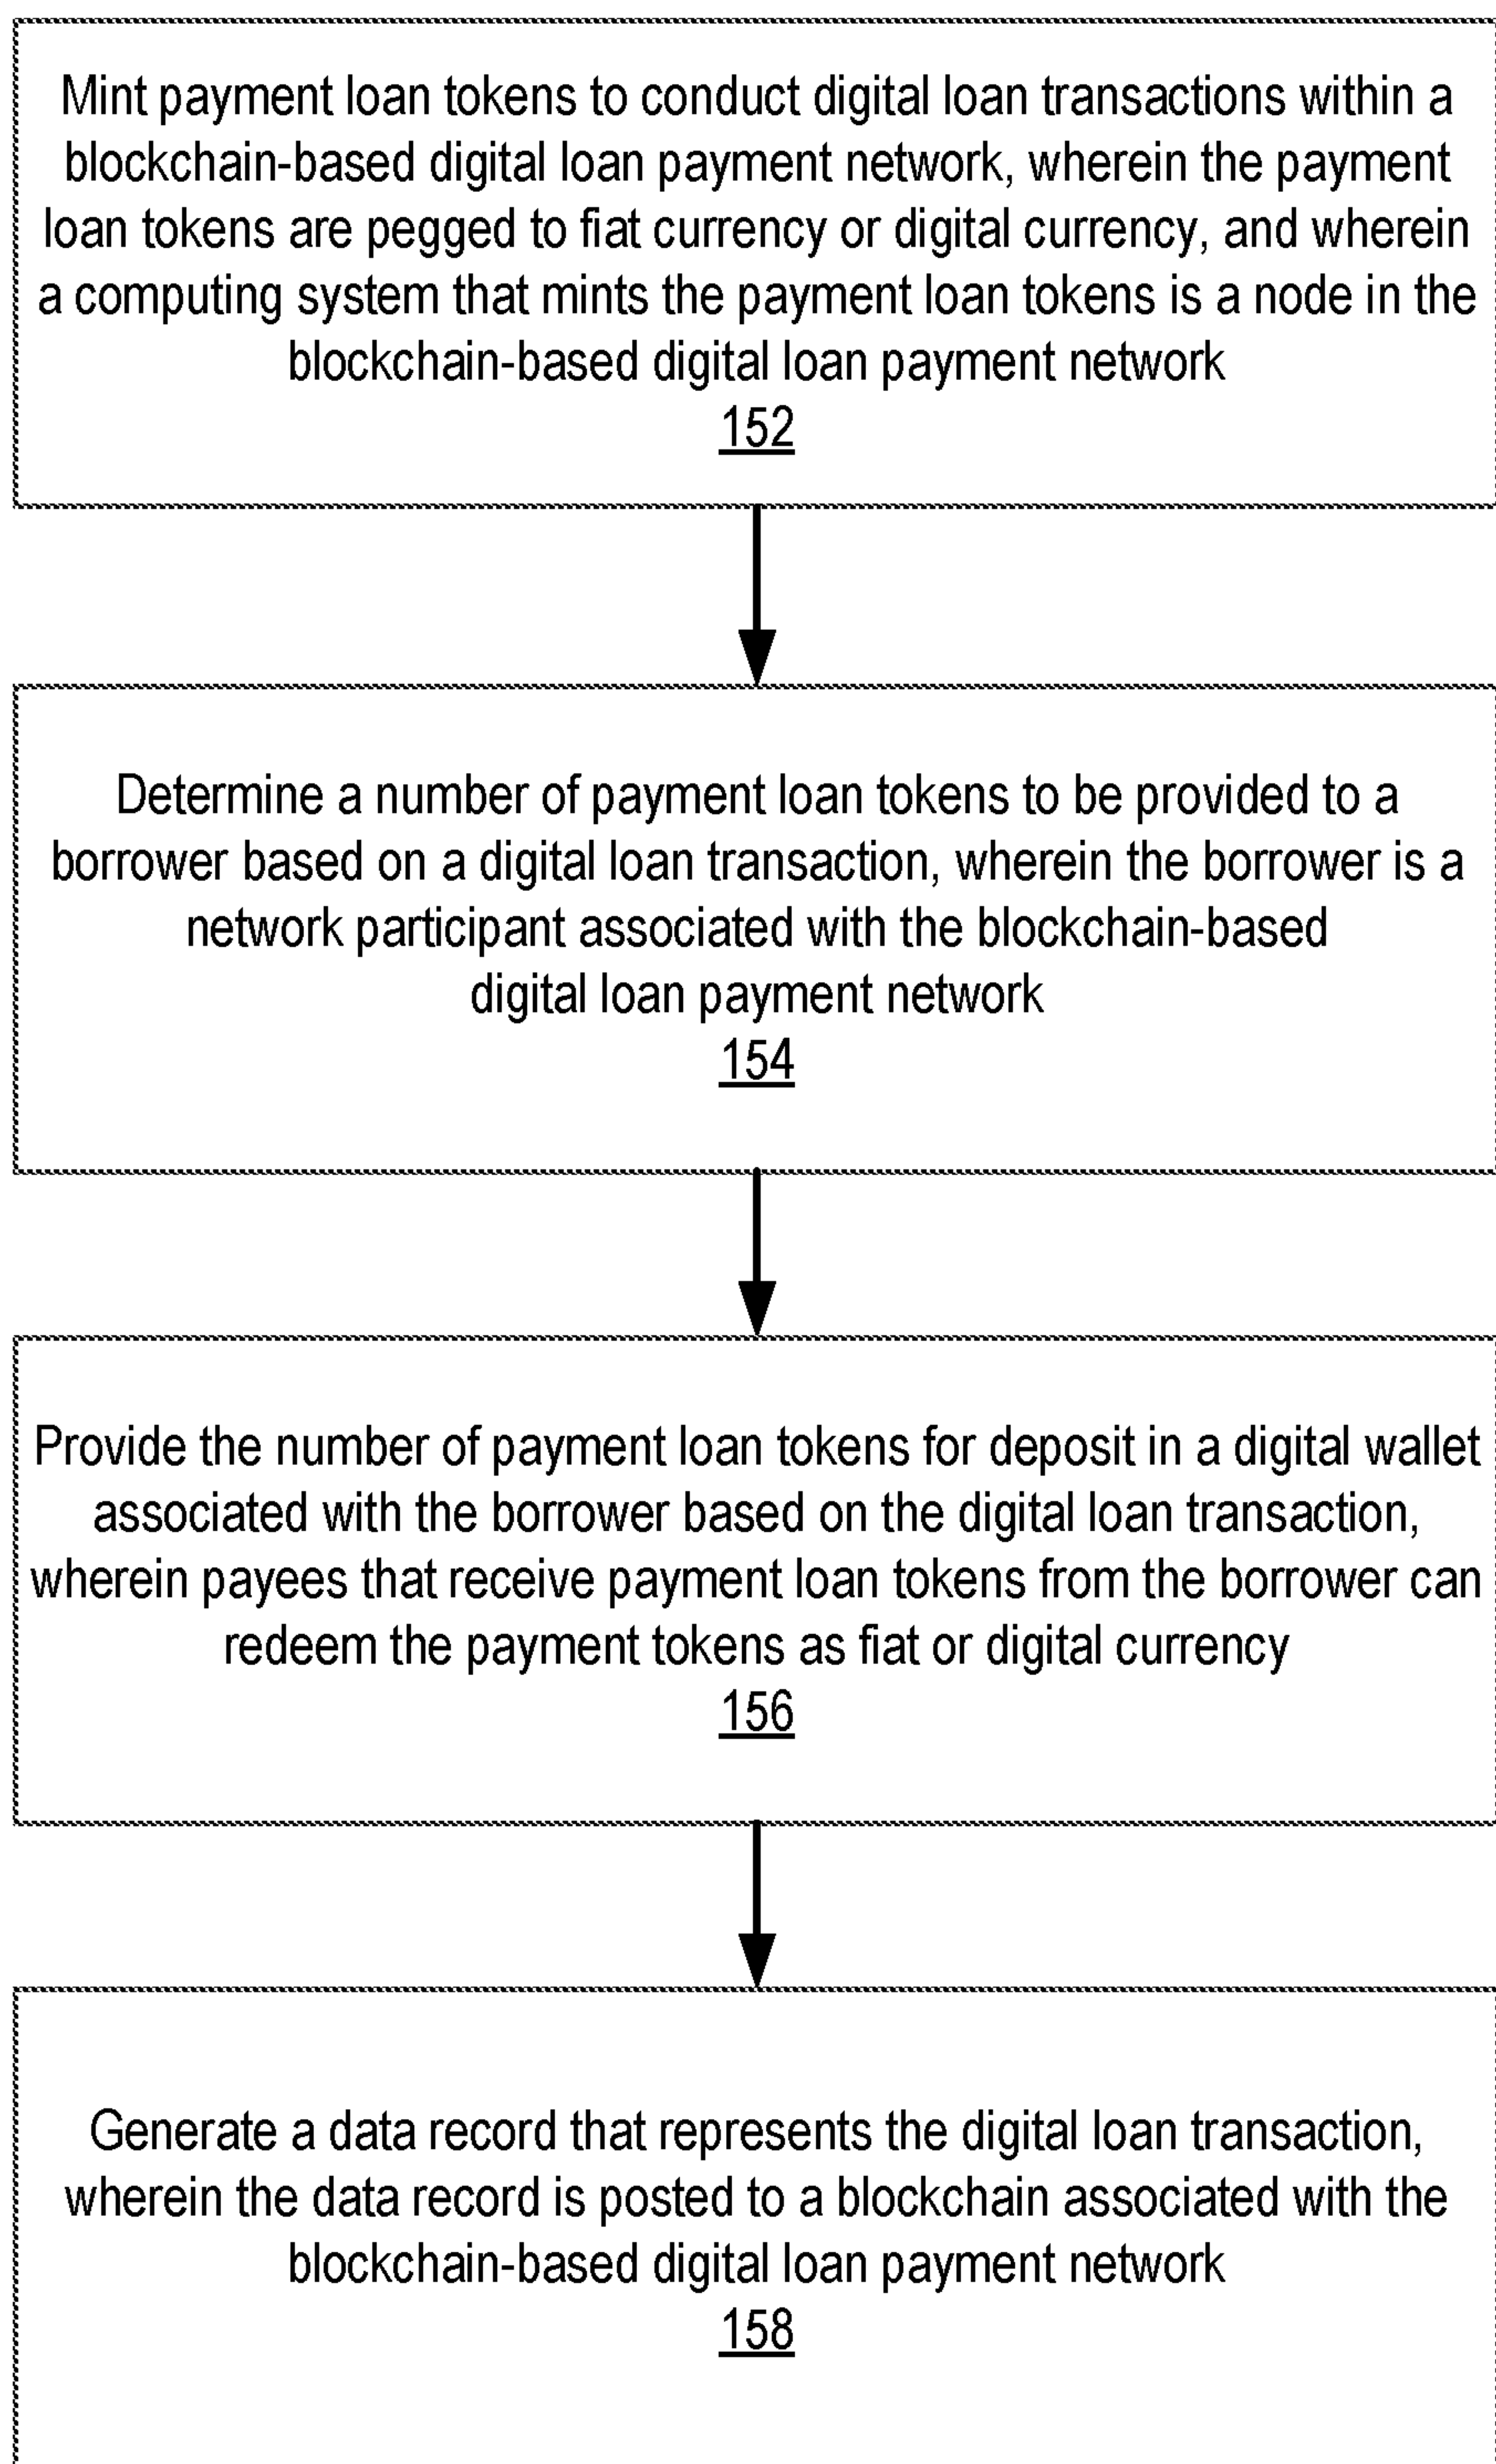 Mint payment loan tokens to conduct digital loan transactions within a
blockchain-based digital loan payment network, wherein the payment
loan tokens are pegged to fiat currency or digital currency, and wherein
a computing system that mints the payment loan tokens is a node in the
blockchain-based digital loan payment network
152
Determine a number of payment loan tokens to be provided to a
borrower based on a digital loan transaction, wherein the borrower is a
network participant associated with the blockchain-based
digital loan payment network
154
Provide the number of payment loan tokens for deposit in a digital wallet
associated with the borrower based on the digital loan transaction,
wherein payees that receive payment loan tokens from the borrower can
redeem the payment tokens as fiat or digital currency
156
Generate a data record that represents the digital loan transaction,
wherein the data record is posted to a blockchain associated with the
blockchain-based digital loan payment network
158